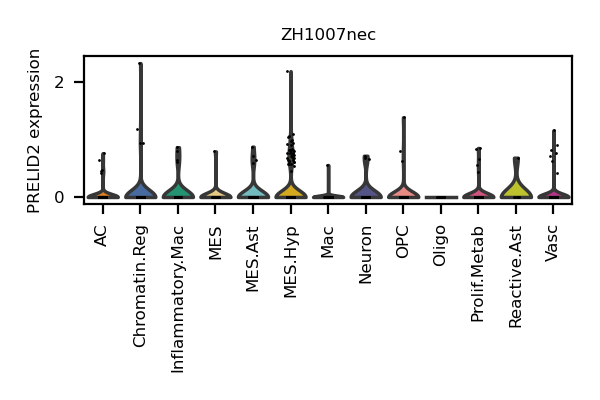 ZH1007nec
PRELID2 expression
2
0
AC
Chromatin.Reg
Inflammatory.Mac
MES
MES.Ast
MES.Hyp
Mac
Neuron
OPC
Oligo
Prolif.Metab
Reactive.Ast
Vasc